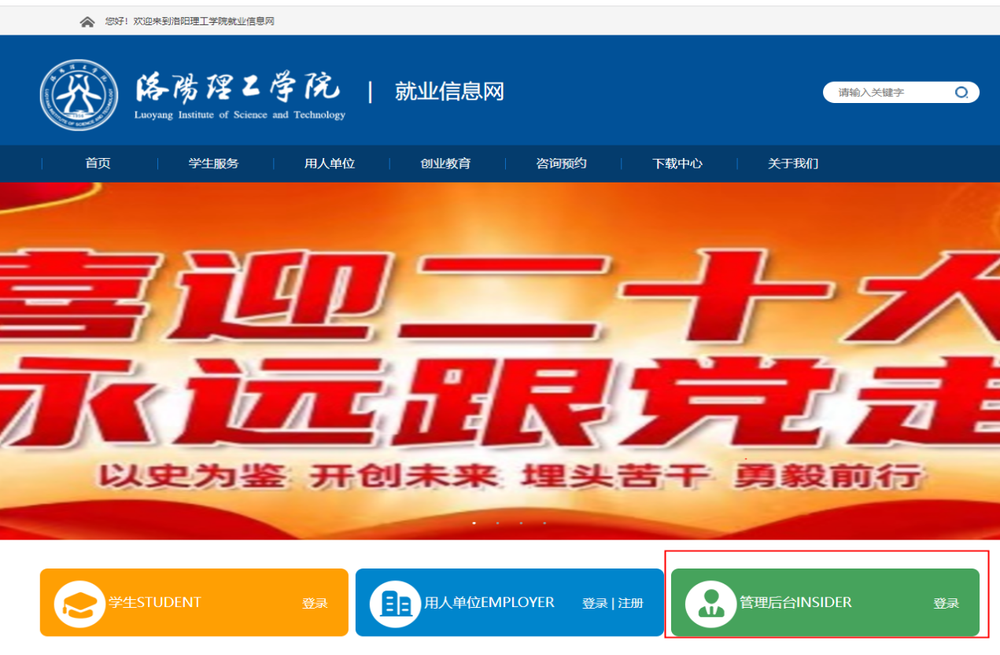 您好！欢迎来到洛阳理工学院就业信息网
洛阳理工学院 | 就业信息网
Luoyang Institute of Science and Technology
请输入关键字
首页 学生服务 用人单位 创业教育 咨询预约 下载中心 关于我们
喜迎二十大
永远跟党走
以史为鉴 开创未来 埋头苦干 勇毅前行
学生STUDENT 登录
用人单位EMPLOYER 登录 | 注册
管理后台INSIDER 登录